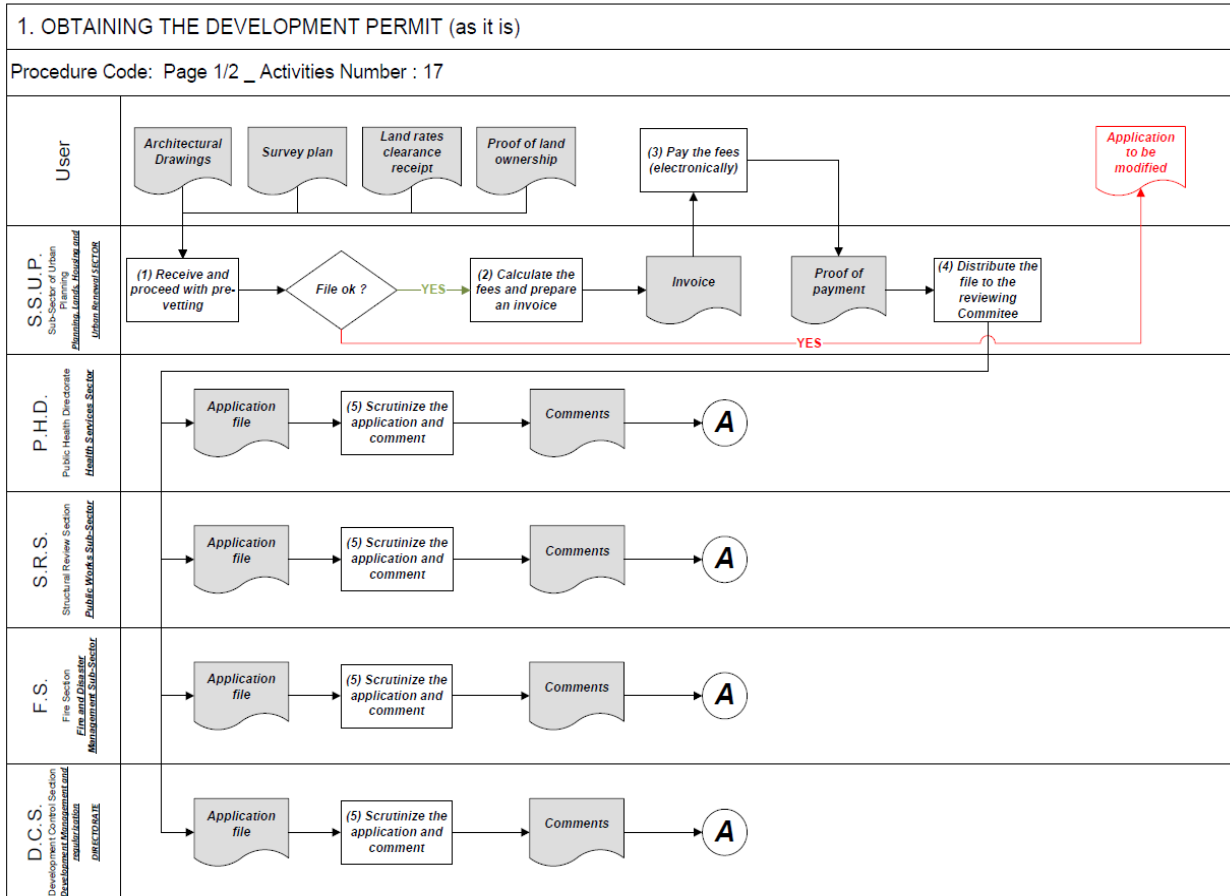 1. OBTAINING THE DEVELOPMENT PERMIT (as it is)
Procedure Code: Page 1/2 _ Activities Number : 17
User
Architectural
Drawings
Survey plan
Land rates
clearance
receipt
Proof of land
ownership
(3) Pay the fees
(electronically)
Application
to be
modified
S.S.U.P.
Sub-Sector of Urban
Planning
Planning, Lands, Housing and
Urban Renewal SECTOR
(1) Receive and
proceed with pre-
vetting
File ok ?
YES
(2) Calculate the
fees and prepare
an invoice
Invoice
Proof of
payment
(4) Distribute the
file to the
reviewing
Commitee
YES
P.H.D.
Public Health Directorate
Health Services Sector
Application
file
(5) Scrutinize the
application and
comment
Comments
A
S.R.S.
Structural Review Section
Public Works Sub-Sector
Application
file
(5) Scrutinize the
application and
comment
Comments
A
F.S.
Fire Section
Fire and Disaster
Management Sub-Sector
Application
file
(5) Scrutinize the
application and
comment
Comments
A
D.C.S.
Development Control Section
Development Management and
regularization
DIRECTORATE
Application
file
(5) Scrutinize the
application and
comment
Comments
A